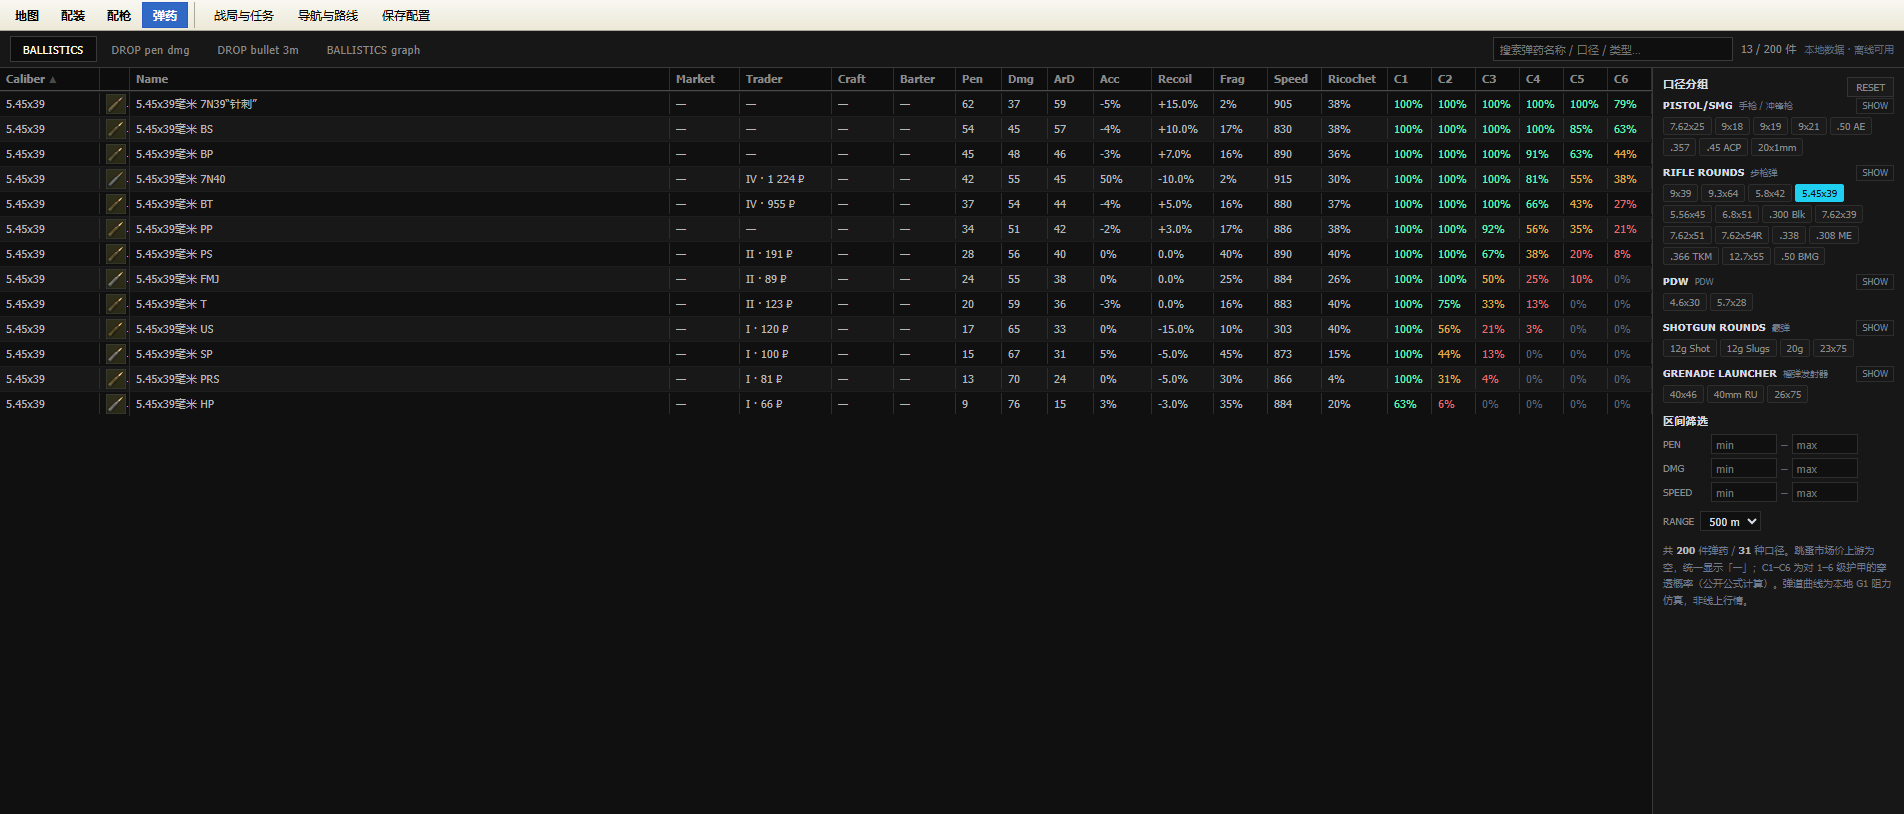 地图 配装 配枪 弹药 战局与任务 导航与路线 保存配置
BALLISTICS DROP pen dmg DROP bullet 3m BALLISTICS graph 搜索弹药名称 / 口径 / 类型... 13 / 200 件 本地数据 · 离线可用
Caliber ▲ Name Market Trader Craft Barter Pen Dmg ArD Acc Recoil Frag Speed Ricochet C1 C2 C3 C4 C5 C6
5.45x39 5.45x39毫米 7N39"针刺" — — — — 62 37 59 -5% +15.0% 2% 905 38% 100% 100% 100% 100% 100% 79%
5.45x39 5.45x39毫米 BS — — — — 54 45 57 -4% +10.0% 17% 830 38% 100% 100% 100% 100% 85% 63%
5.45x39 5.45x39毫米 BP — — — — 45 48 46 -3% +7.0% 16% 890 36% 100% 100% 100% 91% 63% 44%
5.45x39 5.45x39毫米 7N40 — IV · 1 224 ₽ — — 42 55 45 50% -10.0% 2% 915 30% 100% 100% 100% 81% 55% 38%
5.45x39 5.45x39毫米 BT — IV · 955 ₽ — — 37 54 44 -4% +5.0% 16% 880 37% 100% 100% 100% 66% 43% 27%
5.45x39 5.45x39毫米 PP — — — — 34 51 42 -2% +3.0% 17% 886 38% 100% 100% 92% 56% 35% 21%
5.45x39 5.45x39毫米 PS — II · 191 ₽ — — 28 56 40 0% 0.0% 40% 890 40% 100% 100% 67% 38% 20% 8%
5.45x39 5.45x39毫米 FMJ — II · 89 ₽ — — 24 55 38 0% 0.0% 25% 884 26% 100% 100% 50% 25% 10% 0%
5.45x39 5.45x39毫米 T — II · 123 ₽ — — 20 59 36 -3% 0.0% 16% 883 40% 100% 75% 33% 13% 0% 0%
5.45x39 5.45x39毫米 US — I · 120 ₽ — — 17 65 33 0% -15.0% 10% 303 40% 100% 56% 21% 3% 0% 0%
5.45x39 5.45x39毫米 SP — I · 100 ₽ — — 15 67 31 5% -5.0% 45% 873 15% 100% 44% 13% 0% 0% 0%
5.45x39 5.45x39毫米 PRS — I · 81 ₽ — — 13 70 24 0% -5.0% 30% 866 4% 100% 31% 4% 0% 0% 0%
5.45x39 5.45x39毫米 HP — I · 66 ₽ — — 9 76 15 3% -3.0% 35% 884 20% 63% 6% 0% 0% 0% 0%
口径分组 RESET
PISTOL/SMG 手枪 / 冲锋枪 SHOW
7.62x25 9x18 9x19 9x21 .50 AE
.357 .45 ACP 20x1mm
RIFLE ROUNDS 步枪弹 SHOW
9x39 9.3x64 5.8x42 5.45x39
5.56x45 6.8x51 .300 Blk 7.62x39
7.62x51 7.62x54R .338 .308 ME
.366 TKM 12.7x55 .50 BMG
PDW PDW SHOW
4.6x30 5.7x28
SHOTGUN ROUNDS 霰弹 SHOW
12g Shot 12g Slugs 20g 23x75
GRENADE LAUNCHER 榴弹发射器 SHOW
40x46 40mm RU 26x75
区间筛选
PEN min — max
DMG min — max
SPEED min — max
RANGE 500 m
共 200 件弹药 / 31 种口径。跳蚤市场价上游为
空，统一显示「—」；C1–C6 为对 1–6 级护甲的穿
透概率（公开公式计算）。弹道曲线为本地 G1 阻力
仿真，非线上行情。